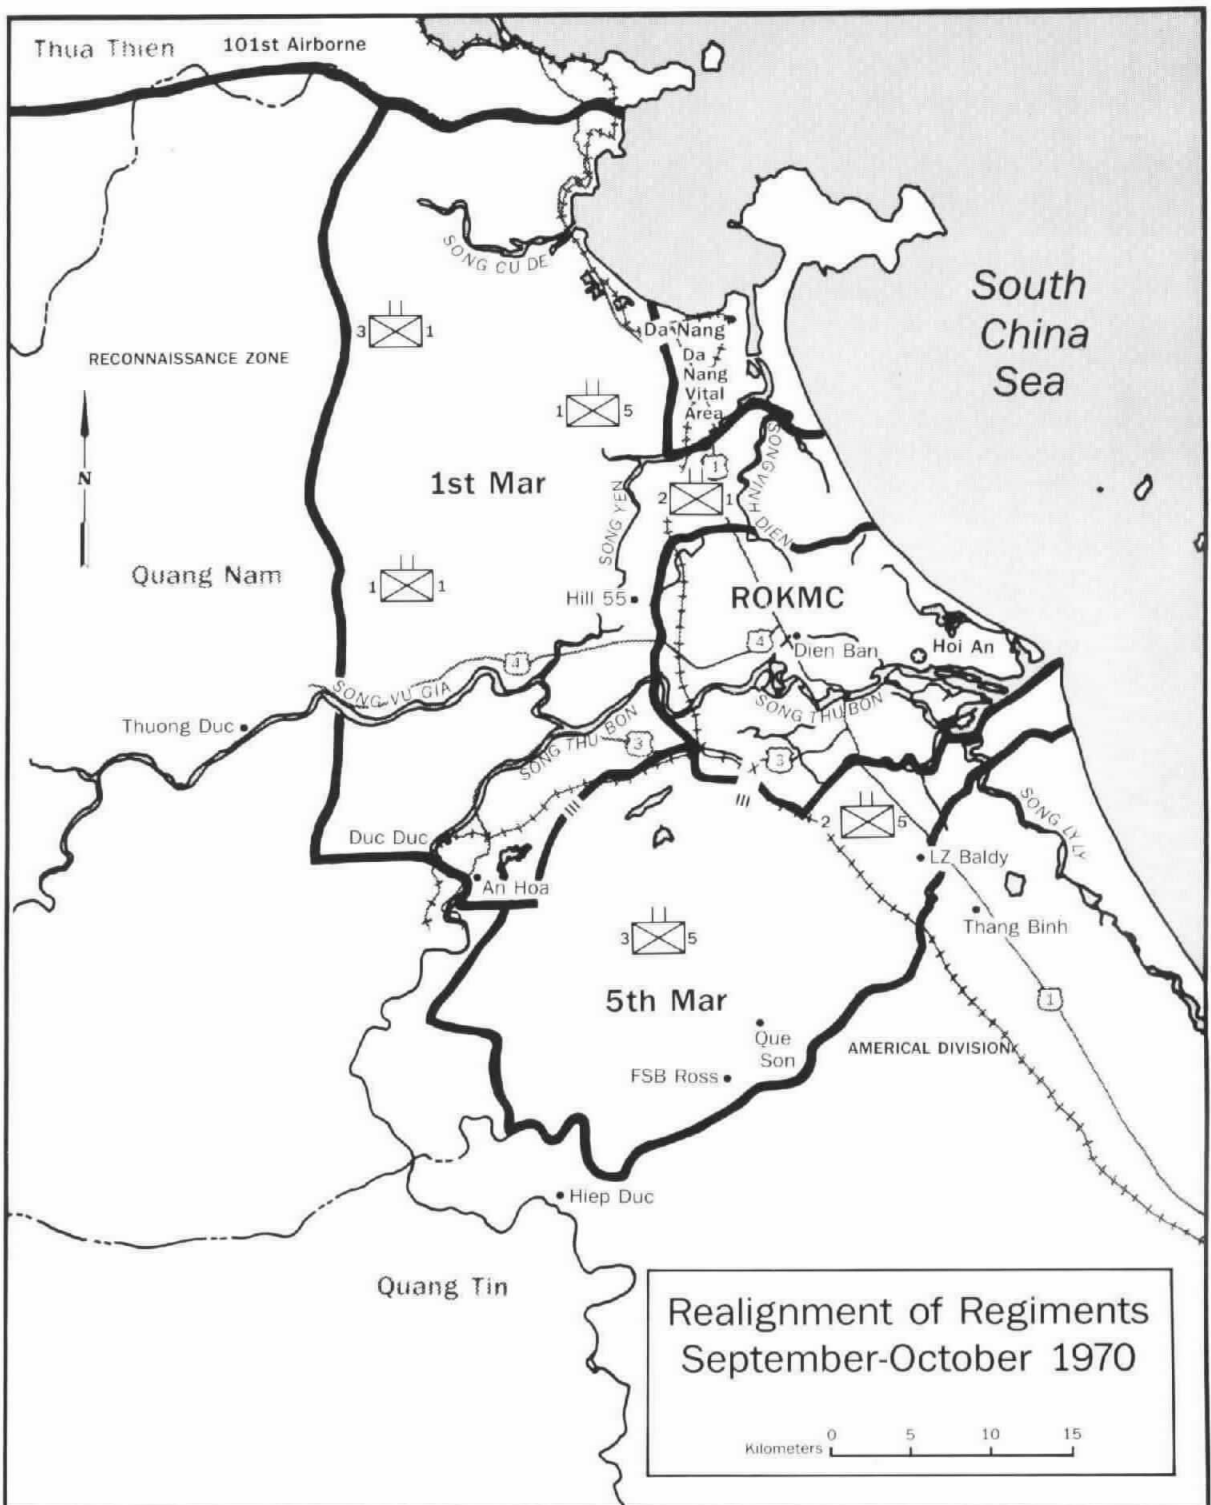 Thua Thien
101st Airborne
SONG CU DE
South
China
Sea
3 1
RECONNAISSANCE ZONE
Da Nang
Da
Nang
Vital
Area
1 5
N
1st Mar
1
2 1
SONG YEN
SONG VINH DIEN
Quang Nam
1 1
Hill 55
ROKMC
4
Dien Ban
Hoi An
4
SONG VU GIA
Thuong Duc
SONG THU BON
SONG THU BON
3
3
III
III
2 5
SONG LY LY
Duc Duc
LZ Baldy
An Hoa
Thang Binh
3 5
5th Mar
1
Que
Son
AMERICAL DIVISION
FSB Ross
Hiep Duc
Quang Tin
Realignment of Regiments
September-October 1970
0 5 10 15
Kilometers